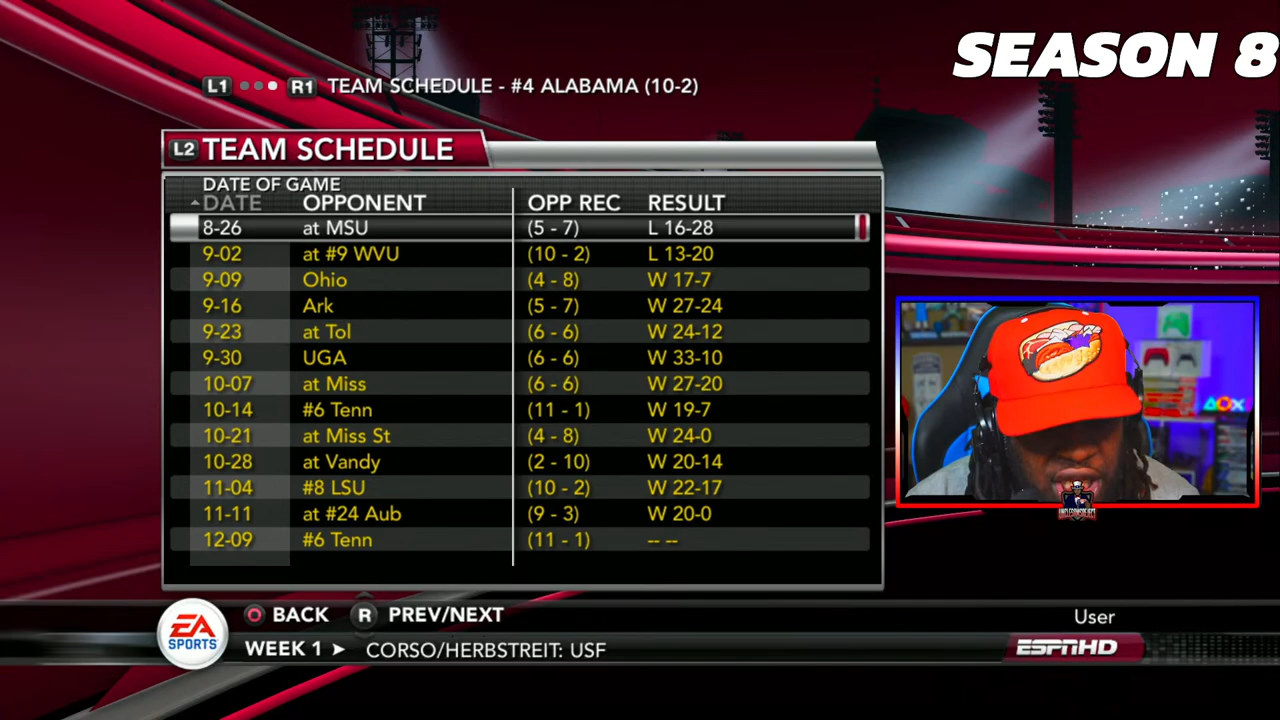 SEASON 8
L1 R1 TEAM SCHEDULE - #4 ALABAMA (10-2)
L2 TEAM SCHEDULE
DATE OF GAME
DATE OPPONENT OPP REC RESULT
8-26 at MSU (5 - 7) L 16-28
9-02 at #9 WVU (10 - 2) L 13-20
9-09 Ohio (4 - 8) W 17-7
9-16 Ark (5 - 7) W 27-24
9-23 at Tol (6 - 6) W 24-12
9-30 UGA (6 - 6) W 33-10
10-07 at Miss (6 - 6) W 27-20
10-14 #6 Tenn (11 - 1) W 19-7
10-21 at Miss St (4 - 8) W 24-0
10-28 at Vandy (2 - 10) W 20-14
11-04 #8 LSU (10 - 2) W 22-17
11-11 at #24 Aub (9 - 3) W 20-0
12-09 #6 Tenn (11 - 1) -- --
BACK R PREV/NEXT
User
EA SPORTS
WEEK 1 CORSO/HERBSTREIT: USF
ESPNHD